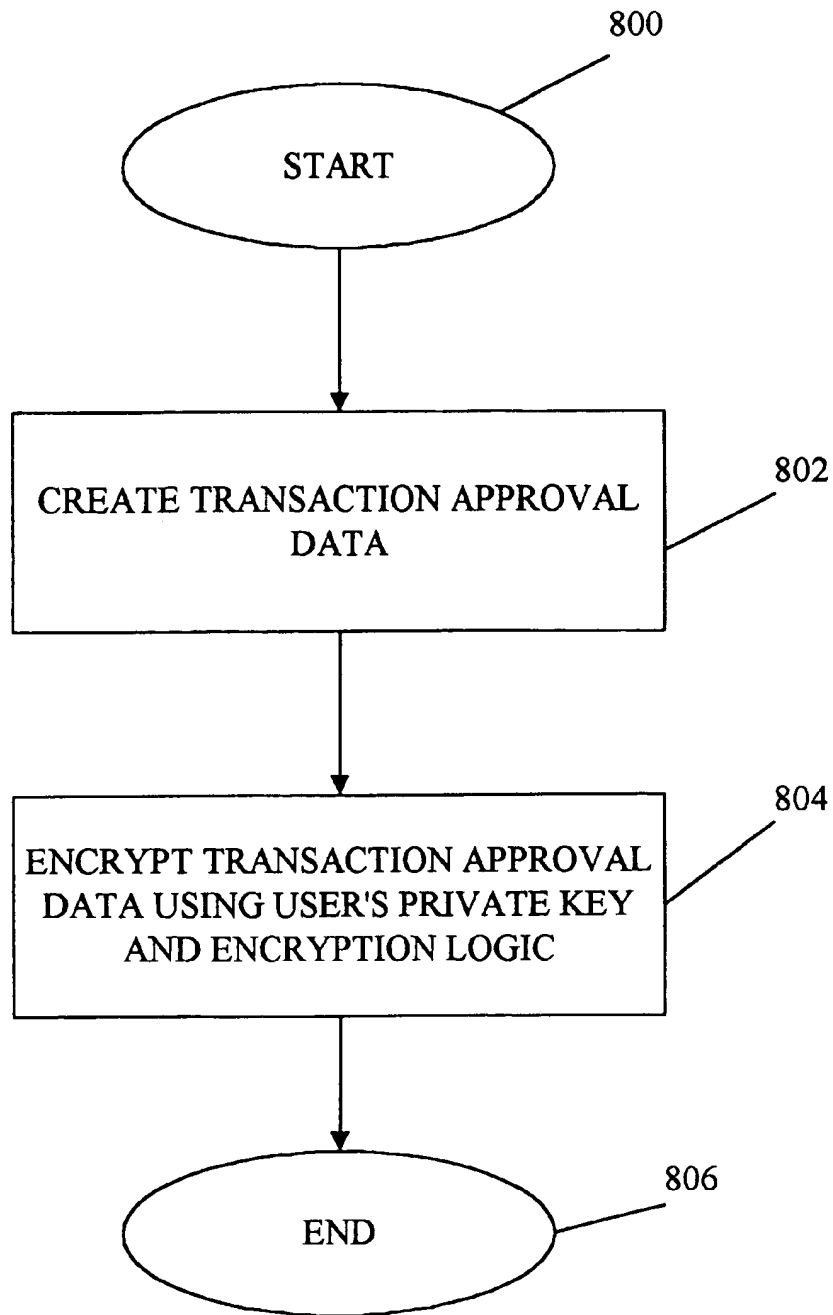 800
START
802
CREATE TRANSACTION APPROVAL
DATA
804
ENCRYPT TRANSACTION APPROVAL
DATA USING USER'S PRIVATE KEY
AND ENCRYPTION LOGIC
806
END